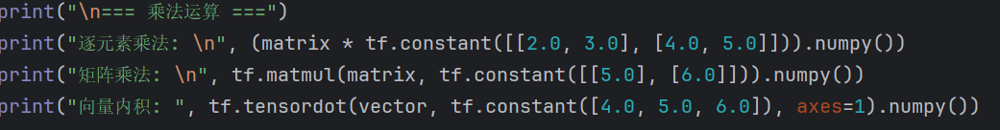 print("\n=== 乘法运算 ===")
print("逐元素乘法: \n", (matrix * tf.constant([[2.0, 3.0], [4.0, 5.0]])).numpy())
print("矩阵乘法: \n", tf.matmul(matrix, tf.constant([[5.0], [6.0]])).numpy())
print("向量内积: ", tf.tensordot(vector, tf.constant([4.0, 5.0, 6.0]), axes=1).numpy())